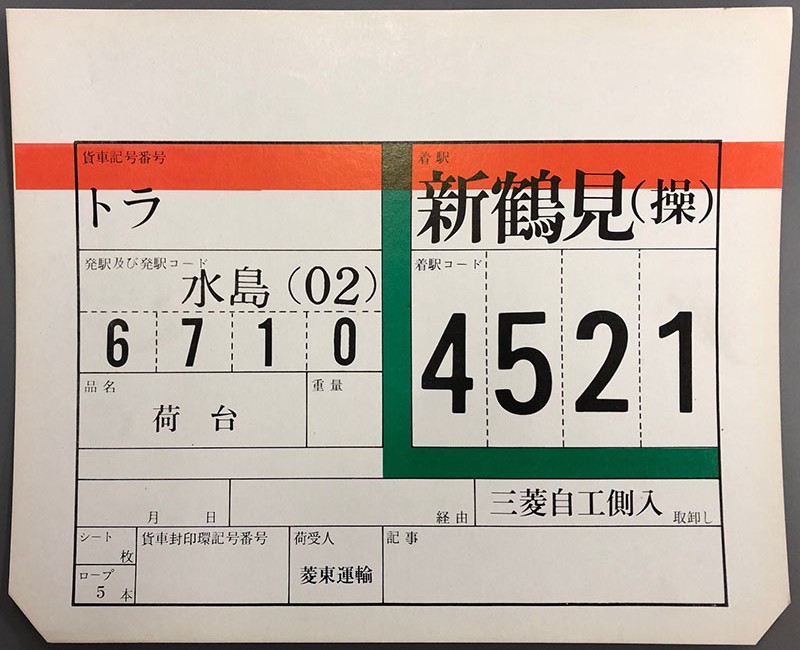 貨車記号番号
トラ
着駅
新鶴見(操)
発駅及び発駅コード
水島(02)
6 7 1 0
着駅コード
4 5 2 1
品名
荷台
重量
月 日
経由
三菱自工側入
取卸し
シート
枚
ロープ
5 本
貨車封印環記号番号
荷受人
菱東運輸
記事